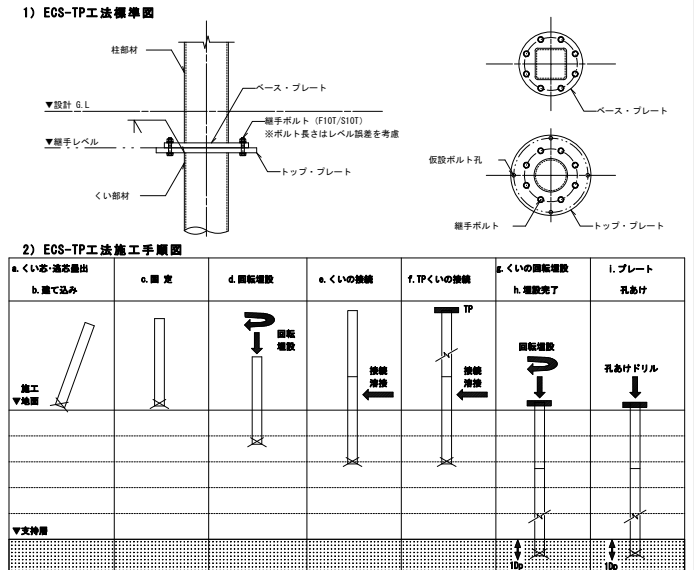 1) ECS-TP工法標準図
柱部材
▼設計 G.L
▼継手レベル
くい部材
ベース・プレート
継手ボルト (F10T/S10T)
※ボルト長さはレベル誤差を考慮
トップ・プレート
ベース・プレート
仮設ボルト孔
継手ボルト
トップ・プレート
2) ECS-TP工法施工手順図
a.くい芯・逃芯墨出
b.建て込み
c.固 定
d.回転埋設
e.くいの接続
f.TPくいの接続
g.くいの回転埋設
h.埋設完了
i.プレート
孔あけ
施工
▼地面
回転
埋設
接続
溶接
TP
接続
溶接
回転埋設
孔あけドリル
▼支持層
1Dp
1Dp